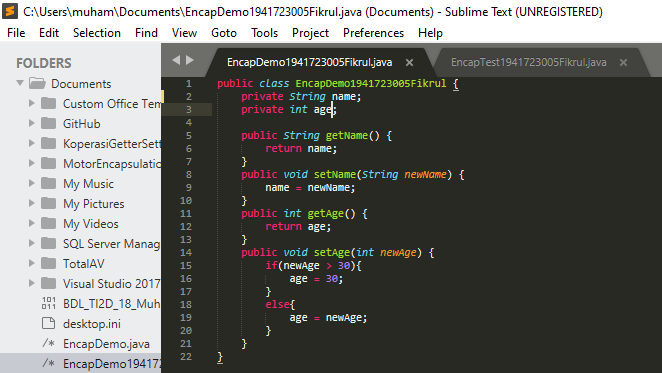 C:\Users\muham\Documents\EncapDemo1941723005Fikrul.java (Documents) - Sublime Text (UNREGISTERED)
File Edit Selection Find View Goto Tools Project Preferences Help
FOLDERS
Documents
Custom Office Tem
GitHub
KoperasiGetterSett
MotorEncapsulatio
My Music
My Pictures
My Videos
SQL Server Manag
TotalAV
Visual Studio 2017
BDL_TI2D_18_Muh
desktop.ini
/* EncapDemo.java
/* EncapDemo194172
EncapDemo1941723005Fikrul.java × EncapTest1941723005Fikrul.java ×
1 public class EncapDemo1941723005Fikrul {
2 private String name;
3 private int age;
4
5 public String getName() {
6 return name;
7 }
8 public void setName(String newName) {
9 name = newName;
10 }
11 public int getAge() {
12 return age;
13 }
14 public void setAge(int newAge) {
15 if(newAge > 30){
16 age = 30;
17 }
18 else{
19 age = newAge;
20 }
21 }
22 }